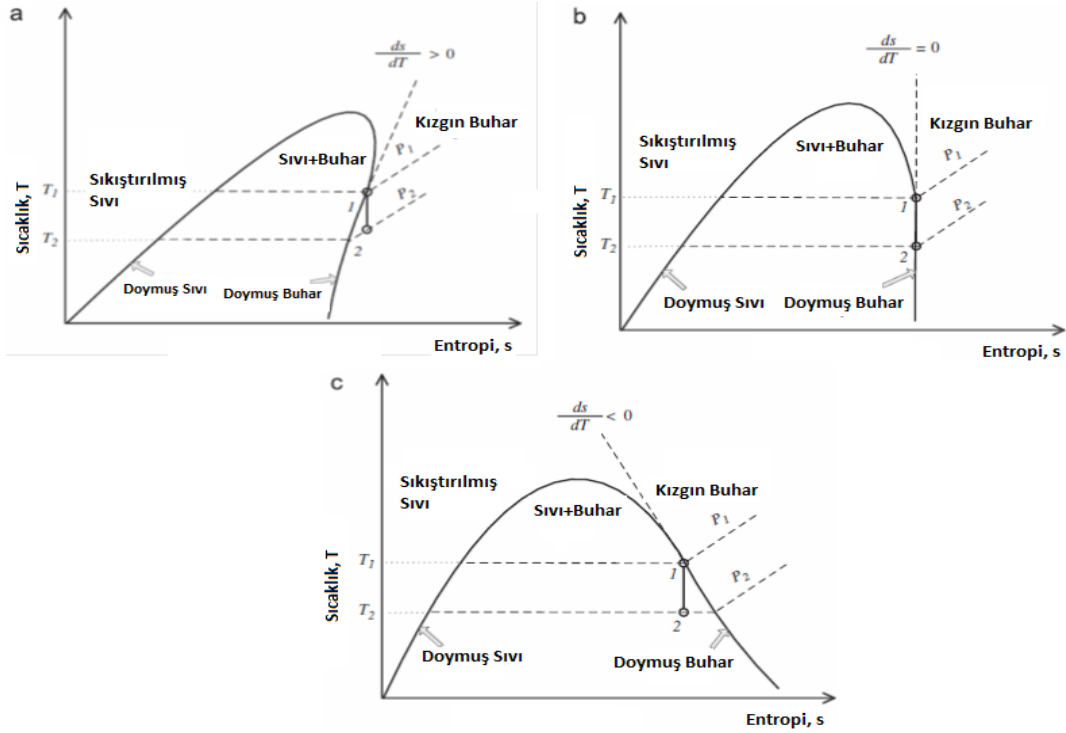 a
ds
dT
> 0
Kızgın Buhar
Sıvı+Buhar
P1
Sıkıştırılmış
Sıvı
P2
T1
1
Sıcaklık, T
T2
2
Doymuş Sıvı
Doymuş Buhar
Entropi, s
b
ds
dT
= 0
Kızgın Buhar
Sıkıştırılmış
Sıvı
Sıvı+Buhar
P1
T1
1
P2
Sıcaklık, T
T2
2
Doymuş Sıvı
Doymuş Buhar
Entropi, s
c
ds
dT
< 0
Sıkıştırılmış
Sıvı
Kızgın Buhar
Sıvı+Buhar
P1
T1
1
P2
Sıcaklık, T
T2
2
Doymuş Sıvı
Doymuş Buhar
Entropi, s